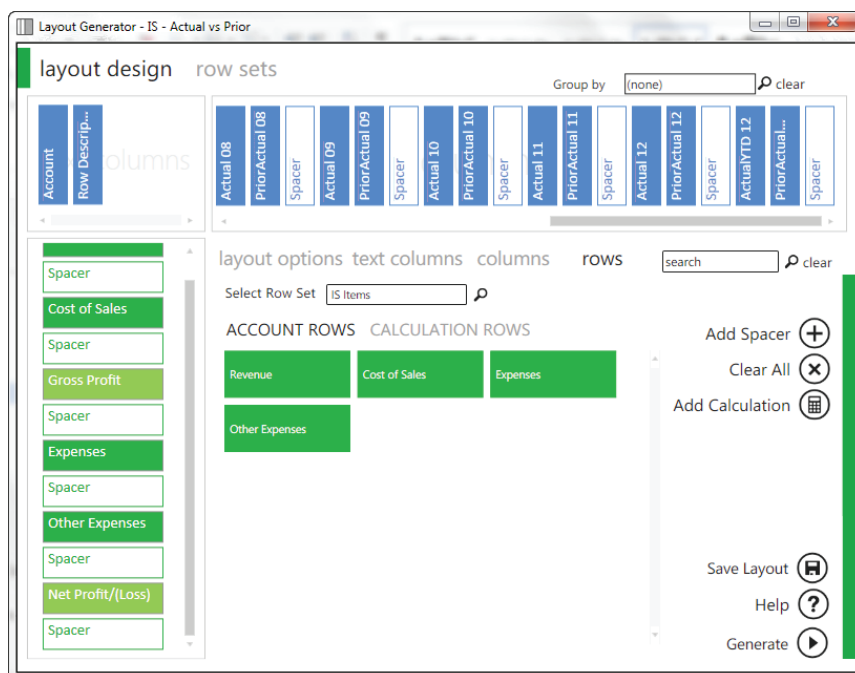 Layout Generator - IS - Actual vs Prior
layout design row sets
Group by (none) clear
Account
Row Descrip...
columns
Actual 08
PriorActual 08
Spacer
Actual 09
PriorActual 09
Spacer
Actual 10
PriorActual 10
Spacer
Actual 11
PriorActual 11
Spacer
Actual 12
PriorActual 12
Spacer
ActualYTD 12
PriorActual...
Spacer
Spacer
Cost of Sales
Spacer
Gross Profit
Spacer
Expenses
Spacer
Other Expenses
Spacer
Net Profit/(Loss)
Spacer
layout options text columns columns rows
search clear
Select Row Set IS Items
ACCOUNT ROWS CALCULATION ROWS
Revenue Cost of Sales Expenses
Other Expenses
Add Spacer
Clear All
Add Calculation
Save Layout
Help
Generate